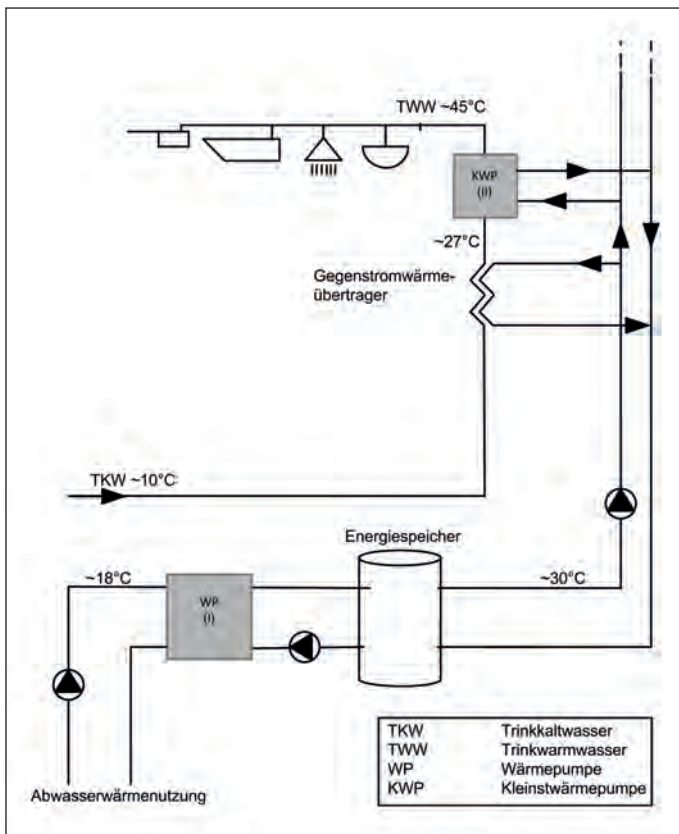 TWW ~45°C
KWP
(II)
~27°C
Gegenstromwärme-
übertrager
TKW ~10°C
Energiespeicher
~18°C
~30°C
WP
(I)
TKW Trinkkaltwasser
TWW Trinkwarmwasser
WP Wärmepumpe
KWP Kleinstwärmepumpe
Abwasserwärmenutzung